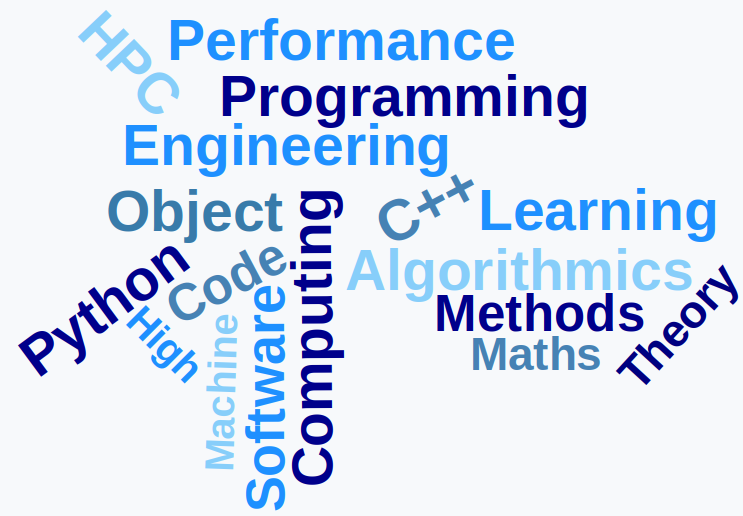 HPC
Performance
Programming
Engineering
Object
C++
Learning
Python
Code
Computing
Algorithmics
High
Machine
Software
Methods
Maths
Theory